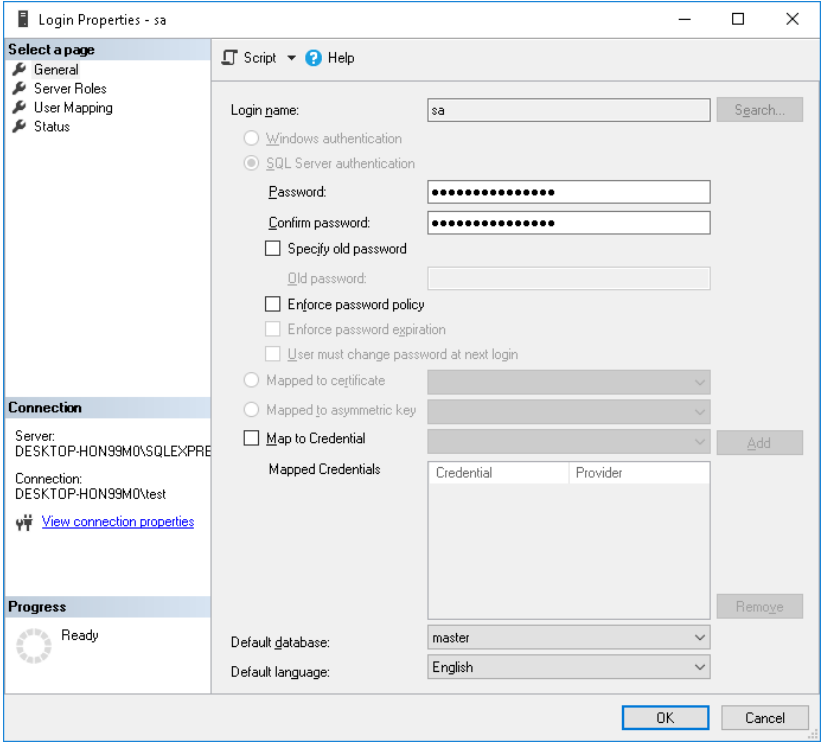 Login Properties - sa
Select a page
General
Server Roles
User Mapping
Status
Connection
Server:
DESKTOP-HON99M0\SQLEXPRE
Connection:
DESKTOP-HON99M0\test
View connection properties
Progress
Ready
Script
Help
Login name:
sa
Search...
Windows authentication
SQL Server authentication
Password:
●●●●●●●●●●●●●●●
Confirm password:
●●●●●●●●●●●●●●●
Specify old password
Old password:
Enforce password policy
Enforce password expiration
User must change password at next login
Mapped to certificate
Mapped to asymmetric key
Map to Credential
Add
Mapped Credentials
Credential Provider
Remove
Default database:
master
Default language:
English
OK
Cancel